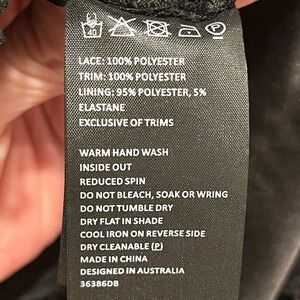 40 P
LACE: 100% POLYESTER
TRIM: 100% POLYESTER
LINING: 95% POLYESTER, 5%
ELASTANE
EXCLUSIVE OF TRIMS
WARM HAND WASH
INSIDE OUT
REDUCED SPIN
DO NOT BLEACH, SOAK OR WRING
DO NOT TUMBLE DRY
DRY FLAT IN SHADE
COOL IRON ON REVERSE SIDE
DRY CLEANABLE (P)
MADE IN CHINA
DESIGNED IN AUSTRALIA
36386DB